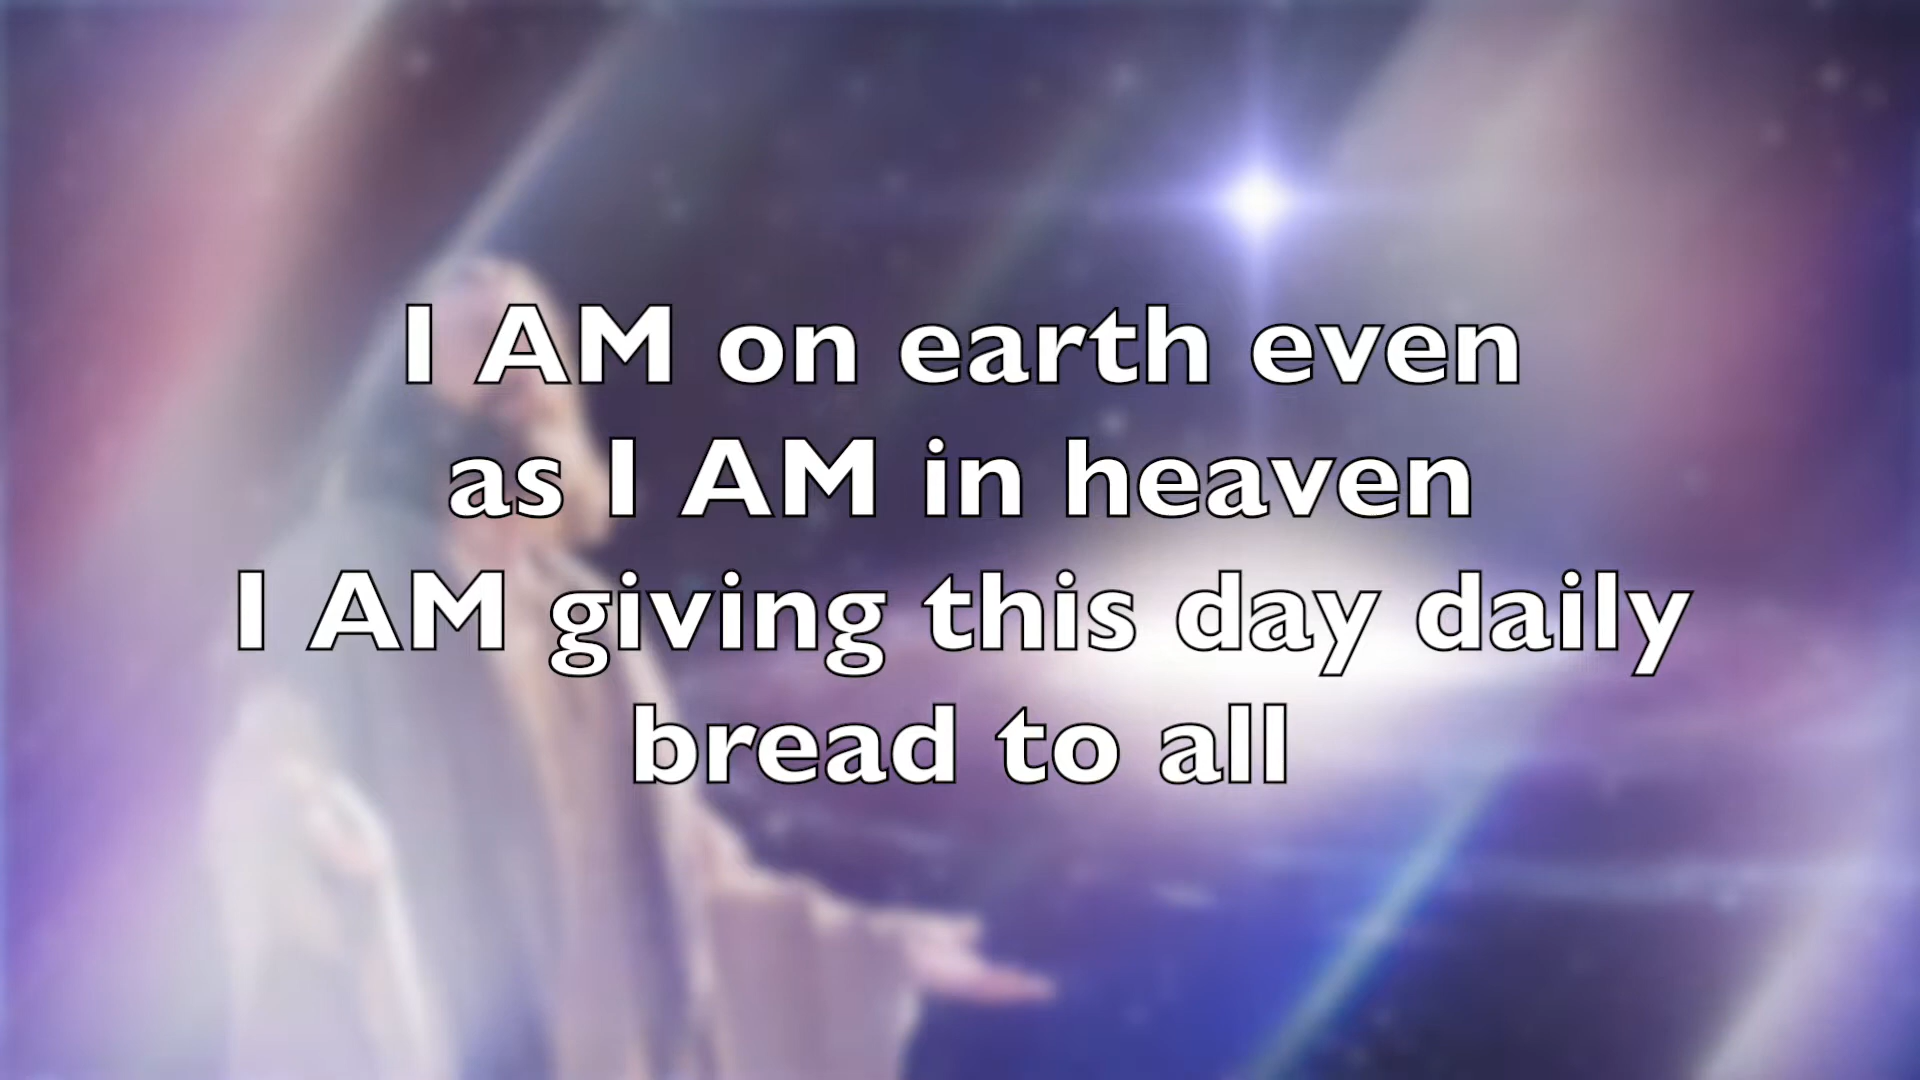 I AM on earth even
as I AM in heaven
I AM giving this day daily
bread to all